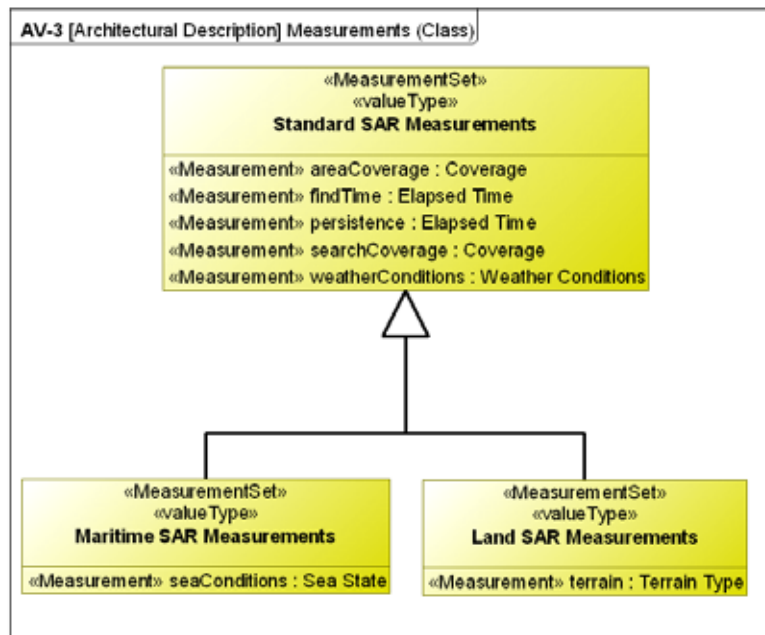 AV-3 [Architectural Description] Measurements (Class)
«MeasurementSet»
«valueType»
Standard SAR Measurements
«Measurement» areaCoverage : Coverage
«Measurement» findTime : Elapsed Time
«Measurement» persistence : Elapsed Time
«Measurement» searchCoverage : Coverage
«Measurement» weatherConditions : Weather Conditions
«MeasurementSet»
«valueType»
Maritime SAR Measurements
«Measurement» seaConditions : Sea State
«MeasurementSet»
«valueType»
Land SAR Measurements
«Measurement» terrain : Terrain Type